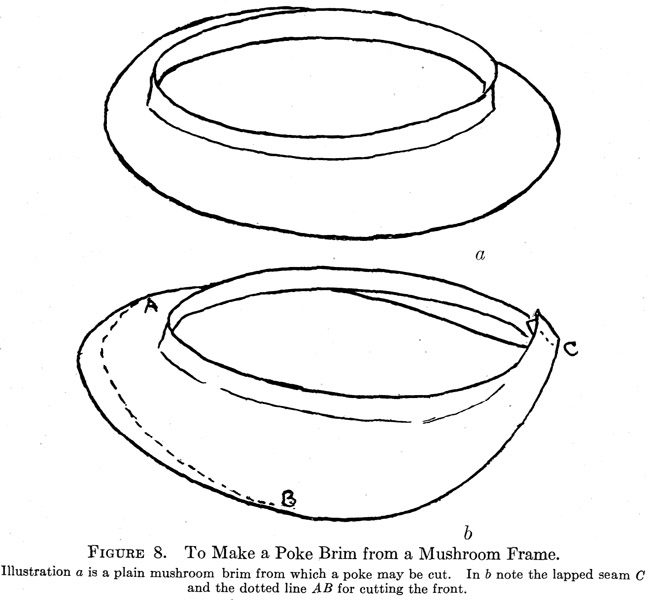 a
A
C
B
b
FIGURE 8. To Make a Poke Brim from a Mushroom Frame.
Illustration a is a plain mushroom brim from which a poke may be cut. In b note the lapped seam C
and the dotted line AB for cutting the front.